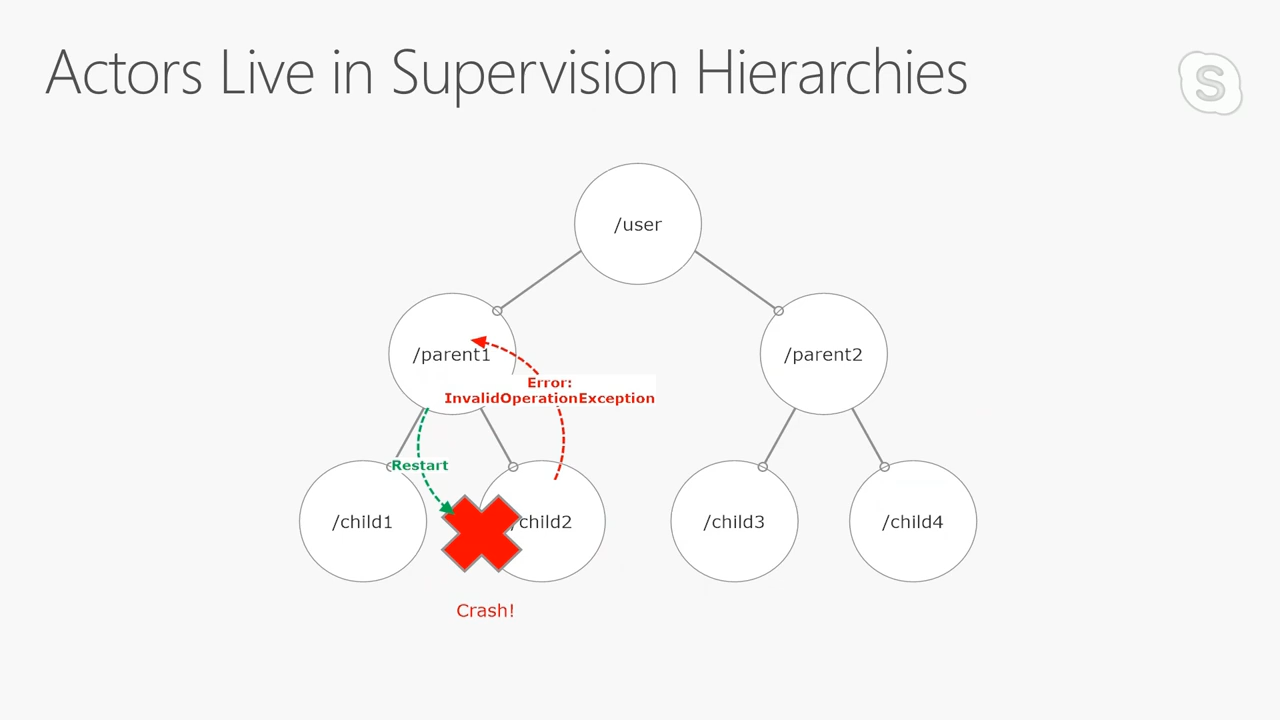 Actors Live in Supervision Hierarchies
S
/user
/parent1
/parent2
Error:
InvalidOperationException
Restart
/child1
/child2
/child3
/child4
Crash!